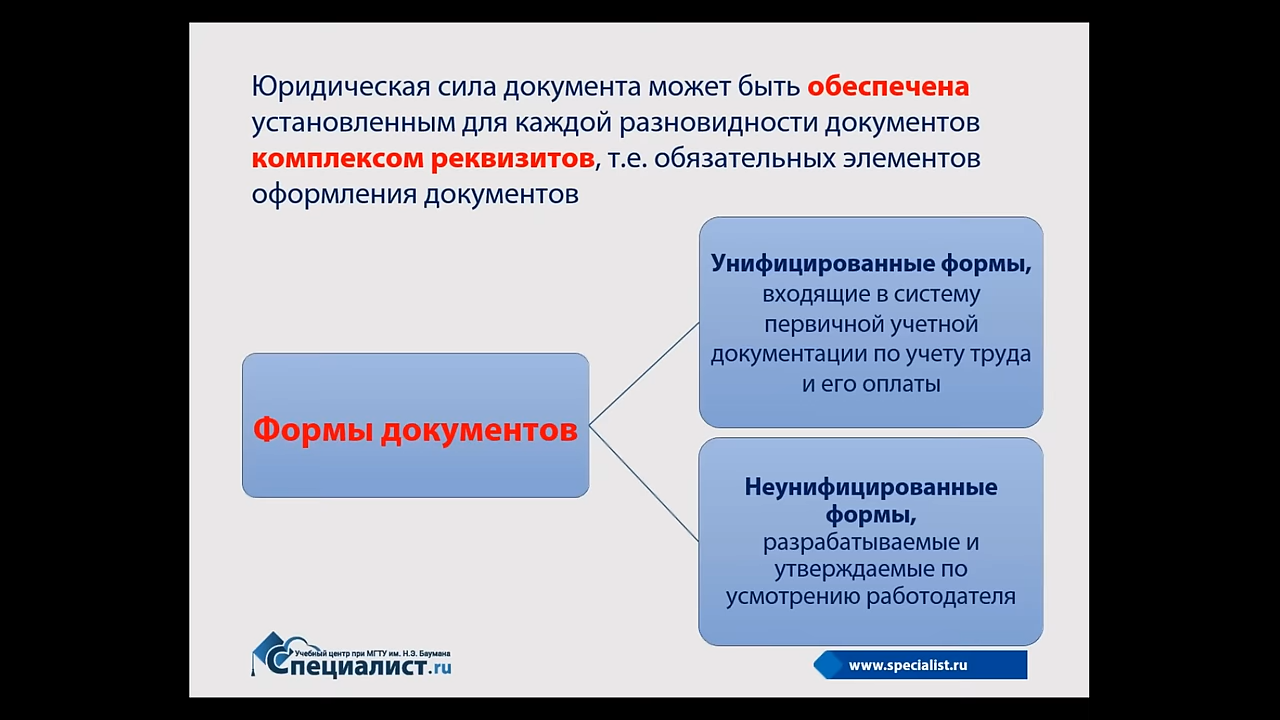 Юридическая сила документа может быть обеспечена
установленным для каждой разновидности документов
комплексом реквизитов, т.е. обязательных элементов
оформления документов
Унифицированные формы,
входящие в систему
первичной учетной
документации по учету труда
и его оплаты
Формы документов
Неунифицированные
формы,
разрабатываемые и
утверждаемые по
усмотрению работодателя
Учебный центр при МГТУ им. Н.Э. Баумана
Специалист.ru
www.specialist.ru